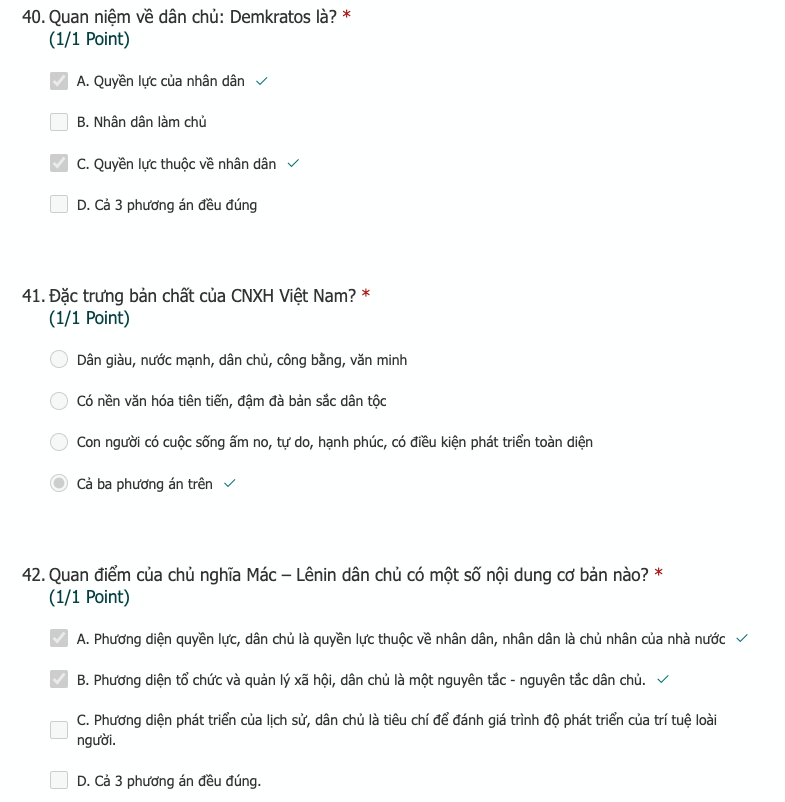 40. Quan niệm về dân chủ: Demkratos là? *
(1/1 Point)
A. Quyền lực của nhân dân
B. Nhân dân làm chủ
C. Quyền lực thuộc về nhân dân
D. Cả 3 phương án đều đúng
41. Đặc trưng bản chất của CNXH Việt Nam? *
(1/1 Point)
Dân giàu, nước mạnh, dân chủ, công bằng, văn minh
Có nền văn hóa tiên tiến, đậm đà bản sắc dân tộc
Con người có cuộc sống ấm no, tự do, hạnh phúc, có điều kiện phát triển toàn diện
Cả ba phương án trên
42. Quan điểm của chủ nghĩa Mác – Lênin dân chủ có một số nội dung cơ bản nào? *
(1/1 Point)
A. Phương diện quyền lực, dân chủ là quyền lực thuộc về nhân dân, nhân dân là chủ nhân của nhà nước
B. Phương diện tổ chức và quản lý xã hội, dân chủ là một nguyên tắc - nguyên tắc dân chủ.
C. Phương diện phát triển của lịch sử, dân chủ là tiêu chí để đánh giá trình độ phát triển của trí tuệ loài
người.
D. Cả 3 phương án đều đúng.